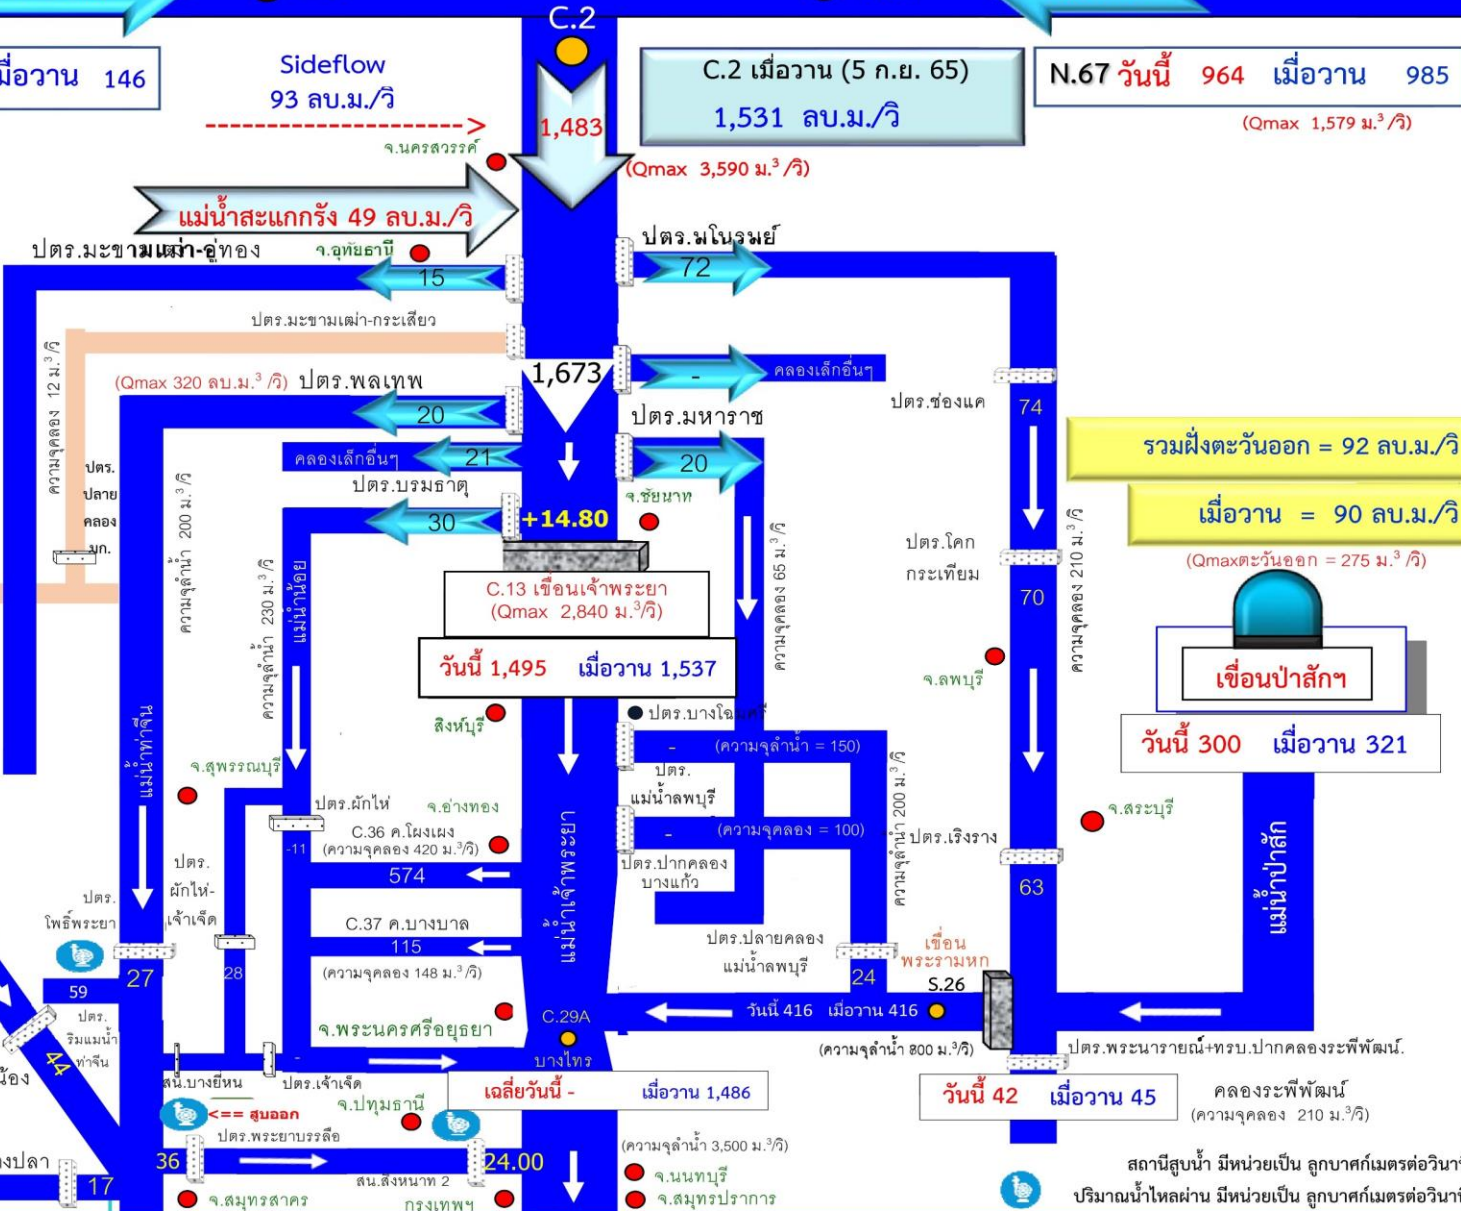 C.2
เมื่อวาน 146
Sideflow
93 ลบ.ม./วิ
1,483
C.2 เมื่อวาน (5 ก.ย. 65)
1,531 ลบ.ม./วิ
(Qmax 3,590 ม.³/วิ)
N.67 วันนี้ 964 เมื่อวาน 985
(Qmax 1,579 ม.³/วิ)
จ.นครสวรรค์
แม่น้ำสะแกกรัง 49 ลบ.ม./วิ
ปตร.มะขามเฒ่า-อู่ทอง
จ.อุทัยธานี
15
ปตร.มโนรมย์
72
ปตร.มะขามเฒ่า-กระเสียว
ความจุคลอง 12 ม.³/วิ
1,673
-
คลองเล็กอื่นๆ
(Qmax 320 ลบ.ม.³/วิ) ปตร.พลเทพ
20
ปตร.มหาราช
20
ปตร.ช่องแค
74
คลองเล็กอื่นๆ
21
ปตร.
ปลาย
คลอง
มก.
ความจุลำน้ำ 200 ม.³/วิ
ปตร.บรมธาตุ
30
+14.80
จ.ชัยนาท
รวมฝั่งตะวันออก = 92 ลบ.ม./วิ
เมื่อวาน = 90 ลบ.ม./วิ
(Qmaxตะวันออก = 275 ม.³/วิ)
ปตร.โคก
กระเทียม
70
ความจุคลอง 210 ม.³/วิ
ความจุคลอง 65 ม.³/วิ
C.13 เขื่อนเจ้าพระยา
(Qmax 2,840 ม.³/วิ)
วันนี้ 1,495 เมื่อวาน 1,537
ความจุลำน้ำ 230 ม.³/วิ
แม่น้ำน้อย
จ.ลพบุรี
เขื่อนป่าสักฯ
วันนี้ 300 เมื่อวาน 321
สิงห์บุรี
ปตร.บางโฉมศรี
-
(ความจุลำน้ำ = 150)
ปตร.
แม่น้ำลพบุรี
-
(ความจุคลอง = 100)
ปตร.ปากคลอง
บางแก้ว
ความจุลำน้ำ 200 ม.³/วิ
แม่น้ำท่าจีน
จ.สุพรรณบุรี
ปตร.ผักไห่
-11
จ.อ่างทอง
C.36 ค.โผงเผง
(ความจุคลอง 420 ม.³/วิ)
574
C.37 ค.บางบาล
115
(ความจุคลอง 148 ม.³/วิ)
แม่น้ำเจ้าพระยา
จ.สระบุรี
ปตร.เริงราง
63
แม่น้ำป่าสัก
ปตร.
ผักไห่-
เจ้าเจ็ด
28
ปตร.
โพธิ์พระยา
27
59
ปตร.
ริมแม่น้ำ
ท่าจีน
44
ปตร.ปลายคลอง
แม่น้ำลพบุรี
24
เขื่อน
พระรามหก
S.26
วันนี้ 416 เมื่อวาน 416
(ความจุลำน้ำ 800 ม.³/วิ)
จ.พระนครศรีอยุธยา
C.29A
บางไทร
เฉลี่ยวันนี้ - เมื่อวาน 1,486
ปตร.พระนารายณ์+ทรบ.ปากคลองระพีพัฒน์.
วันนี้ 42 เมื่อวาน 45
คลองระพีพัฒน์
(ความจุคลอง 210 ม.³/วิ)
สน.บางยี่หน
-
ปตร.เจ้าเจ็ด
<== สูบออก
จ.ปทุมธานี
ปตร.พระยาบรรลือ
36
24.00
สน.สิงหนาท 2
(ความจุลำน้ำ 3,500 ม.³/วิ)
17
จ.สมุทรสาคร
กรุงเทพฯ
จ.นนทบุรี
จ.สมุทรปราการ
สถานีสูบน้ำ มีหน่วยเป็น ลูกบาศก์เมตรต่อวินาที
ปริมาณน้ำไหลผ่าน มีหน่วยเป็น ลูกบาศก์เมตรต่อวินาที